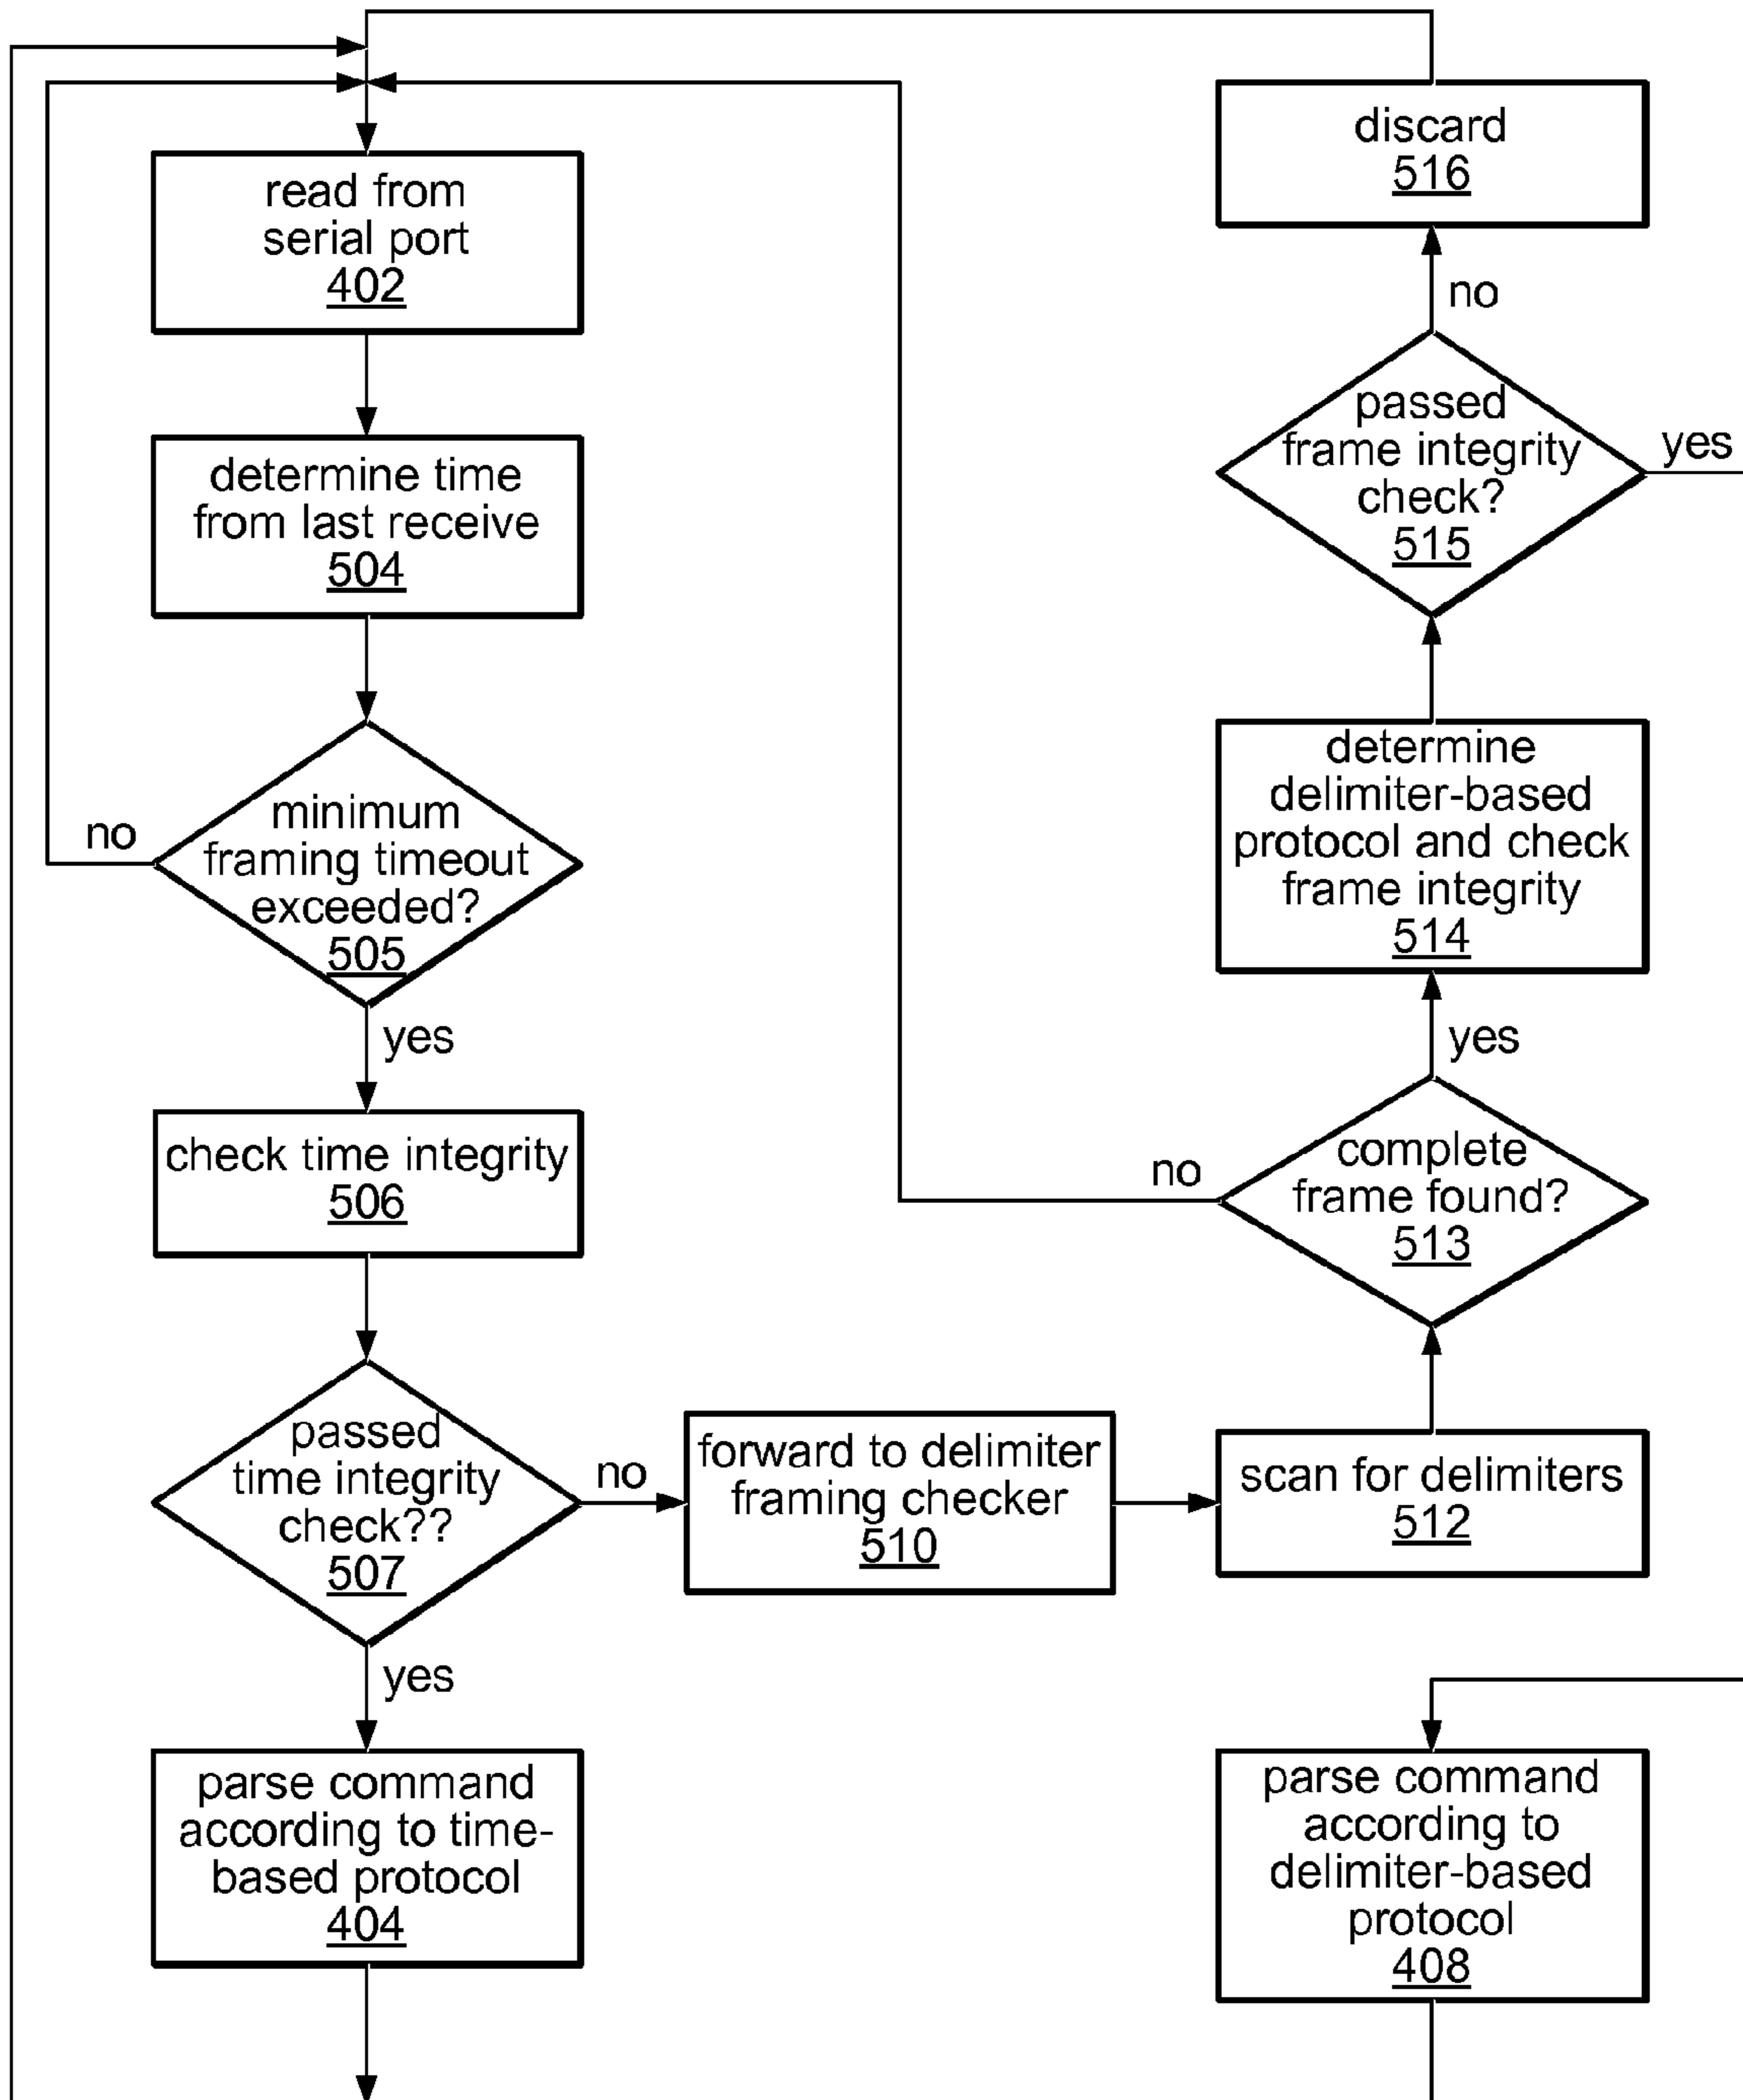 read from
serial port
402
determine time
from last receive
504
no
minimum
framing timeout
exceeded?
505
yes
check time integrity
506
passed
time integrity
check??
507
no
yes
parse command
according to time-
based protocol
404
forward to delimiter
framing checker
510
scan for delimiters
512
complete
frame found?
513
no
yes
determine
delimiter-based
protocol and check
frame integrity
514
passed
frame integrity
check?
515
yes
no
discard
516
parse command
according to
delimiter-based
protocol
408